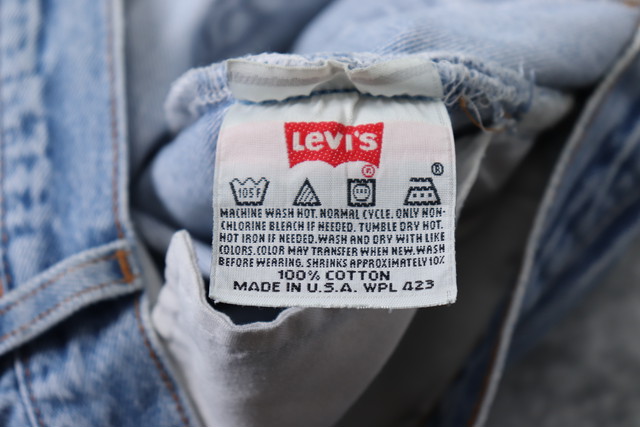 Levi's
®
®
105F
MACHINE WASH HOT. NORMAL CYCLE. ONLY NON-
CHLORINE BLEACH IF NEEDED. TUMBLE DRY HOT.
HOT IRON IF NEEDED. WASH AND DRY WITH LIKE
COLORS. COLOR MAY TRANSFER WHEN NEW. WASH
BEFORE WEARING. SHRINKS APPROXIMATELY 10%
100% COTTON
MADE IN U.S.A. WPL 423